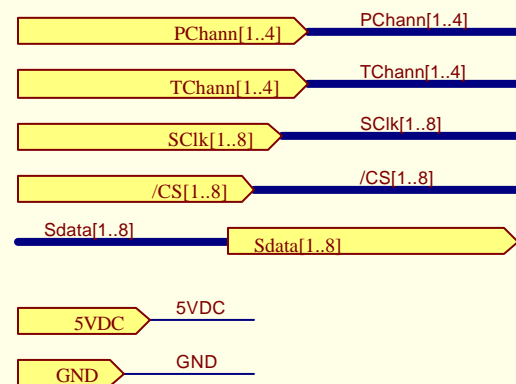 PChann[1..4] PChann[1..4]
TChann[1..4] TChann[1..4]
SClk[1..8] SClk[1..8]
/CS[1..8] /CS[1..8]
Sdata[1..8] Sdata[1..8]
5VDC 5VDC
GND GND